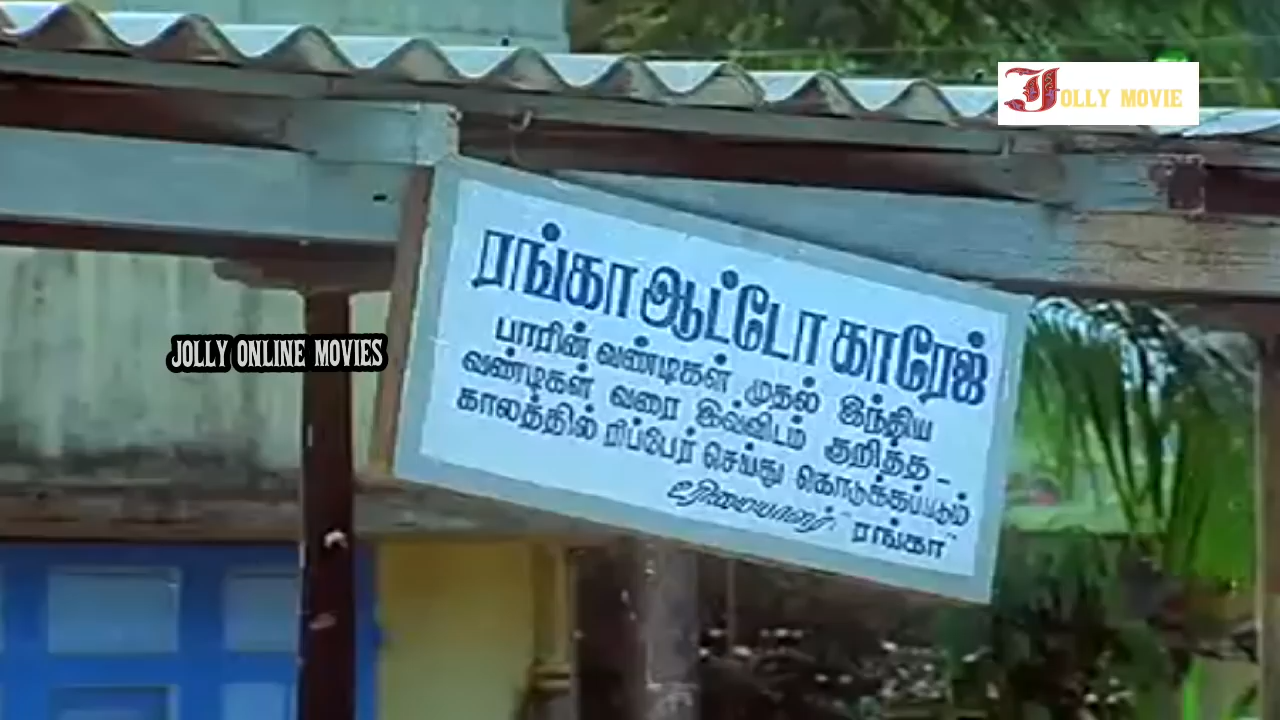 JOLLY MOVIE
ரங்கா ஆட்டோ காரேஜ்
பாரின் வண்டிகள் முதல் இந்திய
வண்டிகள் வரை இவ்விடம் குறித்த-
காலத்தில் ரிப்பேர் செய்து கொடுக்கப்படும்
உரிமையாளர் "ரங்கா"
JOLLY ONLINE MOVIES